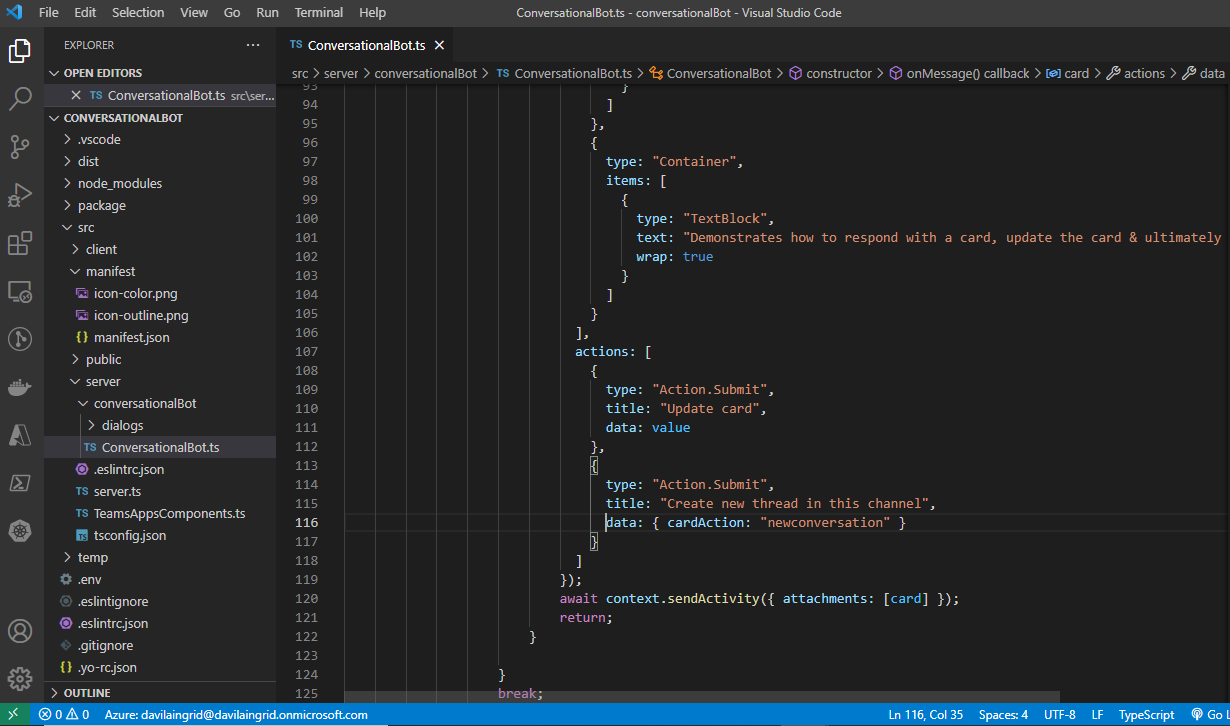 File Edit Selection View Go Run Terminal Help ConversationalBot.ts - conversationalBot - Visual Studio Code
EXPLORER ··· TS ConversationalBot.ts ×
OPEN EDITORS
× TS ConversationalBot.ts src\ser...
CONVERSATIONALBOT
.vscode
dist
node_modules
package
src
client
manifest
icon-color.png
icon-outline.png
{} manifest.json
public
server
conversationalBot
dialogs
TS ConversationalBot.ts
.eslintrc.json
TS server.ts
TS TeamsAppsComponents.ts
tsconfig.json
temp
.env
.eslintignore
.eslintrc.json
.gitignore
{} .yo-rc.json
OUTLINE
src > server > conversationalBot > TS ConversationalBot.ts > ConversationalBot > constructor > onMessage() callback > card > actions > data
93 }
94 ]
95 },
96 {
97 type: "Container",
98 items: [
99 {
100 type: "TextBlock",
101 text: "Demonstrates how to respond with a card, update the card & ultimately
102 wrap: true
103 }
104 ]
105 }
106 ],
107 actions: [
108 {
109 type: "Action.Submit",
110 title: "Update card",
111 data: value
112 },
113 {
114 type: "Action.Submit",
115 title: "Create new thread in this channel",
116 data: { cardAction: "newconversation" }
117 }
118 ]
119 });
120 await context.sendActivity({ attachments: [card] });
121 return;
122 }
123
124 }
125 break;
0 0 Azure: davilaingrid@davilaingrid.onmicrosoft.com Ln 116, Col 35 Spaces: 4 UTF-8 LF TypeScript Go L